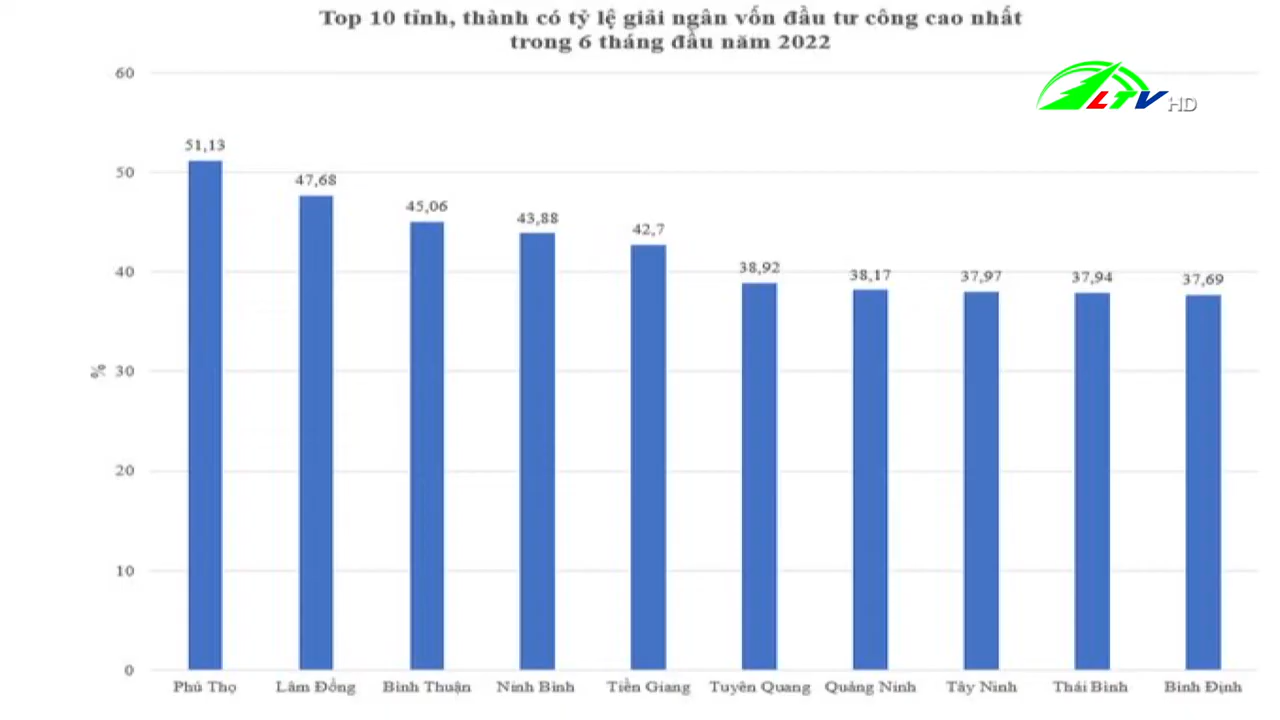 Top 10 tỉnh, thành có tỷ lệ giải ngân vốn đầu tư công cao nhất
trong 6 tháng đầu năm 2022
LTV HD
60
50
40
30
20
10
0
%
51,13
47,68
45,06
43,88
42,7
38,92
38,17
37,97
37,94
37,69
Phú Thọ
Lâm Đồng
Bình Thuận
Ninh Bình
Tiền Giang
Tuyên Quang
Quảng Ninh
Tây Ninh
Thái Bình
Bình Định